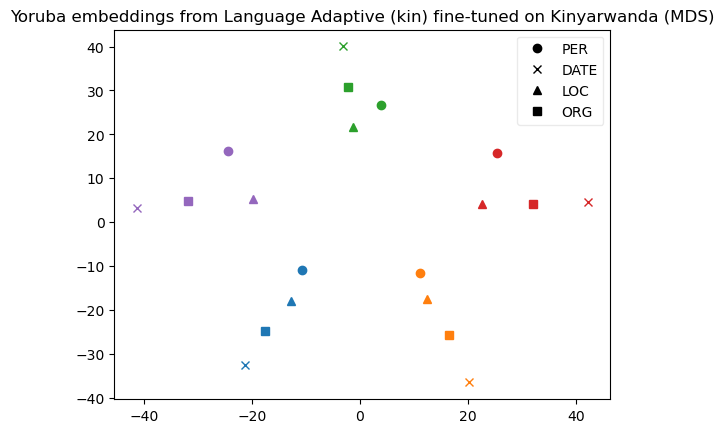 Yoruba embeddings from Language Adaptive (kin) fine-tuned on Kinyarwanda (MDS)
PER
DATE
LOC
ORG
40
30
20
10
0
−10
−20
−30
−40
−40
−20
0
20
40